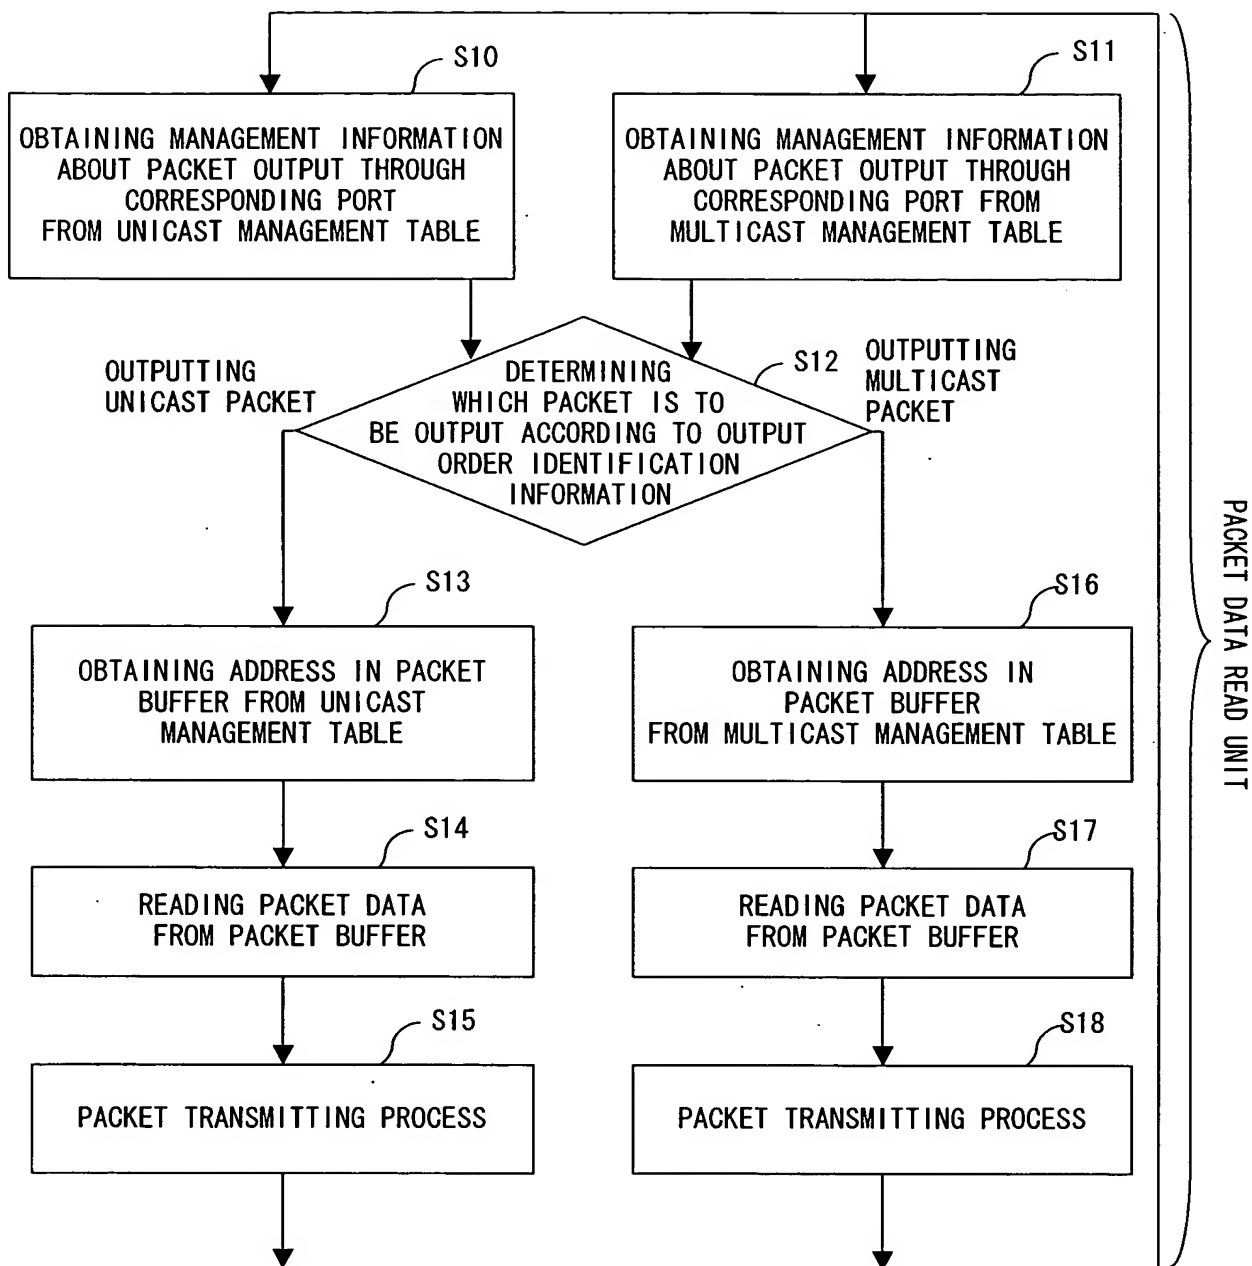 S10
S11
OBTAINING MANAGEMENT INFORMATION
ABOUT PACKET OUTPUT THROUGH
CORRESPONDING PORT
FROM UNICAST MANAGEMENT TABLE
OBTAINING MANAGEMENT INFORMATION
ABOUT PACKET OUTPUT THROUGH
CORRESPONDING PORT FROM
MULTICAST MANAGEMENT TABLE
OUTPUTTING
UNICAST PACKET
S12
DETERMINING
WHICH PACKET IS TO
BE OUTPUT ACCORDING TO OUTPUT
ORDER IDENTIFICATION
INFORMATION
OUTPUTTING
MULTICAST
PACKET
S13
OBTAINING ADDRESS IN PACKET
BUFFER FROM UNICAST
MANAGEMENT TABLE
S16
OBTAINING ADDRESS IN
PACKET BUFFER
FROM MULTICAST MANAGEMENT TABLE
S14
READING PACKET DATA
FROM PACKET BUFFER
S17
READING PACKET DATA
FROM PACKET BUFFER
S15
PACKET TRANSMITTING PROCESS
S18
PACKET TRANSMITTING PROCESS
PACKET DATA READ UNIT